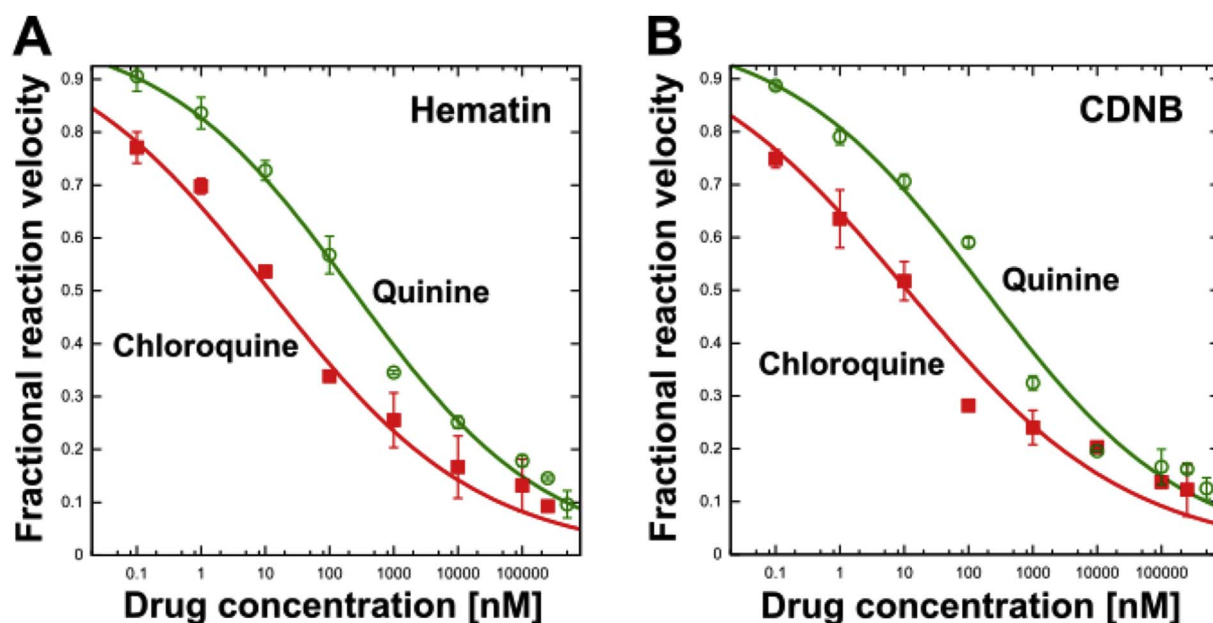 A
Fractional reaction velocity
0.9
0.8
0.7
0.6
0.5
0.4
0.3
0.2
0.1
0
Hematin
Quinine
Chloroquine
0.1 1 10 100 1000 10000 100000
Drug concentration [nM]
B
Fractional reaction velocity
0.9
0.8
0.7
0.6
0.5
0.4
0.3
0.2
0.1
0
CDNB
Quinine
Chloroquine
0.1 1 10 100 1000 10000 100000
Drug concentration [nM]